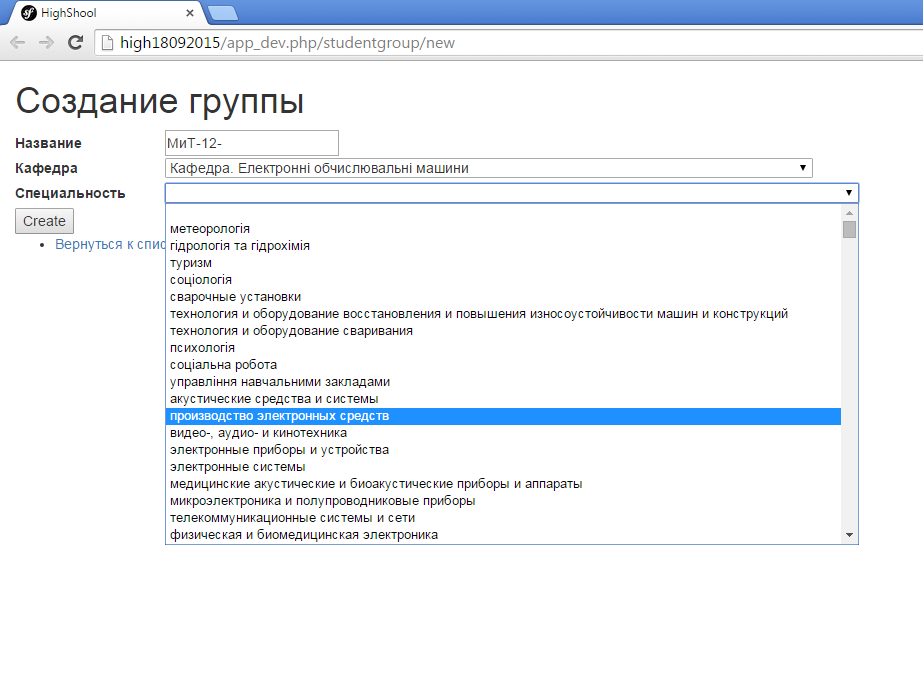 HighShool
high18092015/app_dev.php/studentgroup/new
Создание группы
Название МиТ-12-
Кафедра Кафедра. Електронні обчислювальні машини
Специальность
Create
Вернуться к спис
метеорологія
гідрологія та гідрохімія
туризм
соціологія
сварочные установки
технология и оборудование восстановления и повышения износоустойчивости машин и конструкций
технология и оборудование сваривания
психологія
соціальна робота
управління навчальними закладами
акустические средства и системы
производство электронных средств
видео-, аудио- и кинотехника
электронные приборы и устройства
электронные системы
медицинские акустические и биоакустические приборы и аппараты
микроэлектроника и полупроводниковые приборы
телекоммуникационные системы и сети
физическая и биомедицинская электроника